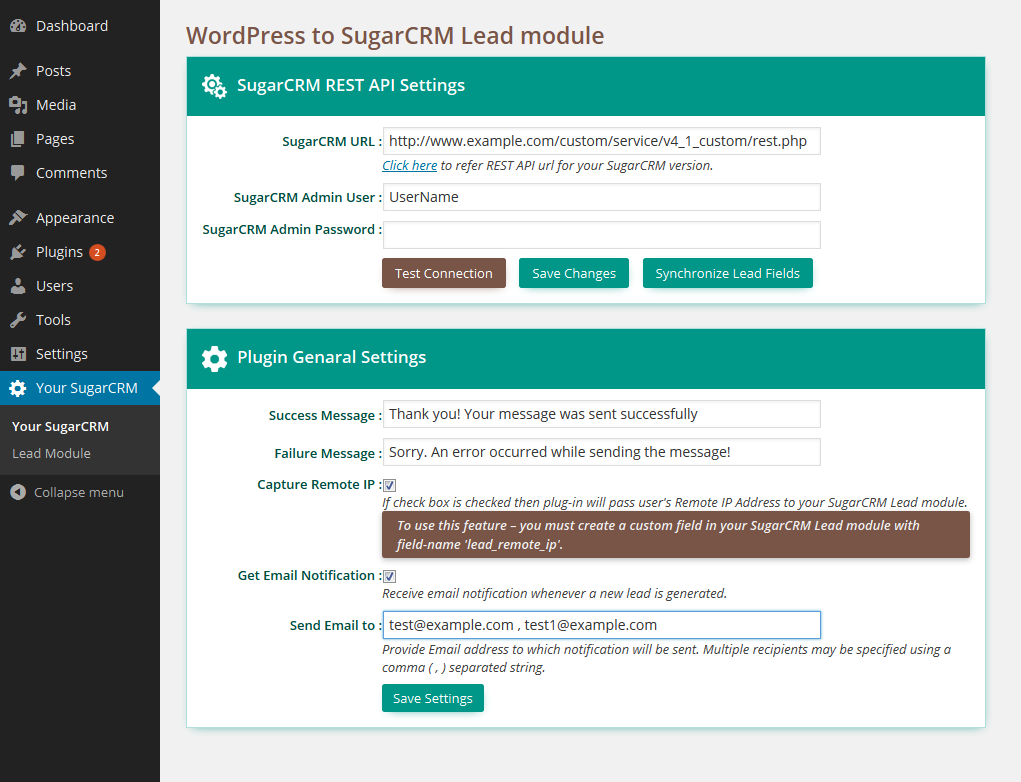 Dashboard
Posts
Media
Pages
Comments
Appearance
Plugins 2
Users
Tools
Settings
Your SugarCRM
Your SugarCRM
Lead Module
Collapse menu
WordPress to SugarCRM Lead module
SugarCRM REST API Settings
SugarCRM URL : http://www.example.com/custom/service/v4_1_custom/rest.php
Click here to refer REST API url for your SugarCRM version.
SugarCRM Admin User : UserName
SugarCRM Admin Password :
Test Connection Save Changes Synchronize Lead Fields
Plugin Genaral Settings
Success Message : Thank you! Your message was sent successfully
Failure Message : Sorry. An error occurred while sending the message!
Capture Remote IP :
If check box is checked then plug-in will pass user's Remote IP Address to your SugarCRM Lead module.
To use this feature – you must create a custom field in your SugarCRM Lead module with
field-name 'lead_remote_ip'.
Get Email Notification :
Receive email notification whenever a new lead is generated.
Send Email to : test@example.com , test1@example.com
Provide Email address to which notification will be sent. Multiple recipients may be specified using a
comma ( , ) separated string.
Save Settings